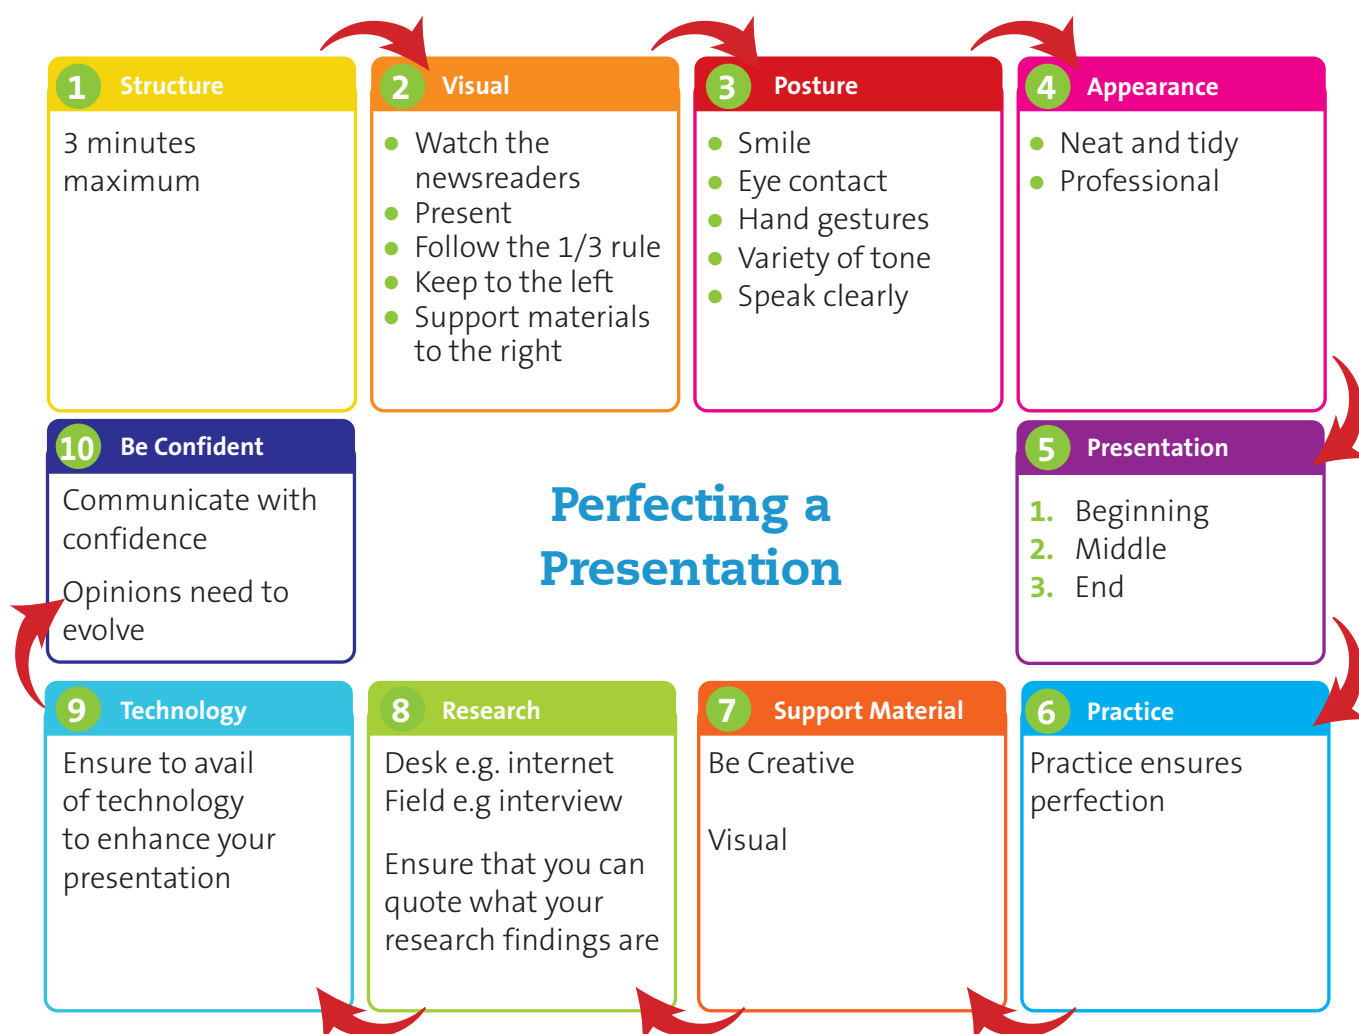 1 Structure
3 minutes
maximum
2 Visual
Watch the
newsreaders
Present
Follow the 1/3 rule
Keep to the left
Support materials
to the right
3 Posture
Smile
Eye contact
Hand gestures
Variety of tone
Speak clearly
4 Appearance
Neat and tidy
Professional
5 Presentation
1. Beginning
2. Middle
3. End
6 Practice
Practice ensures
perfection
7 Support Material
Be Creative
Visual
8 Research
Desk e.g. internet
Field e.g interview
Ensure that you can
quote what your
research findings are
9 Technology
Ensure to avail
of technology
to enhance your
presentation
10 Be Confident
Communicate with
confidence
Opinions need to
evolve
Perfecting a
Presentation